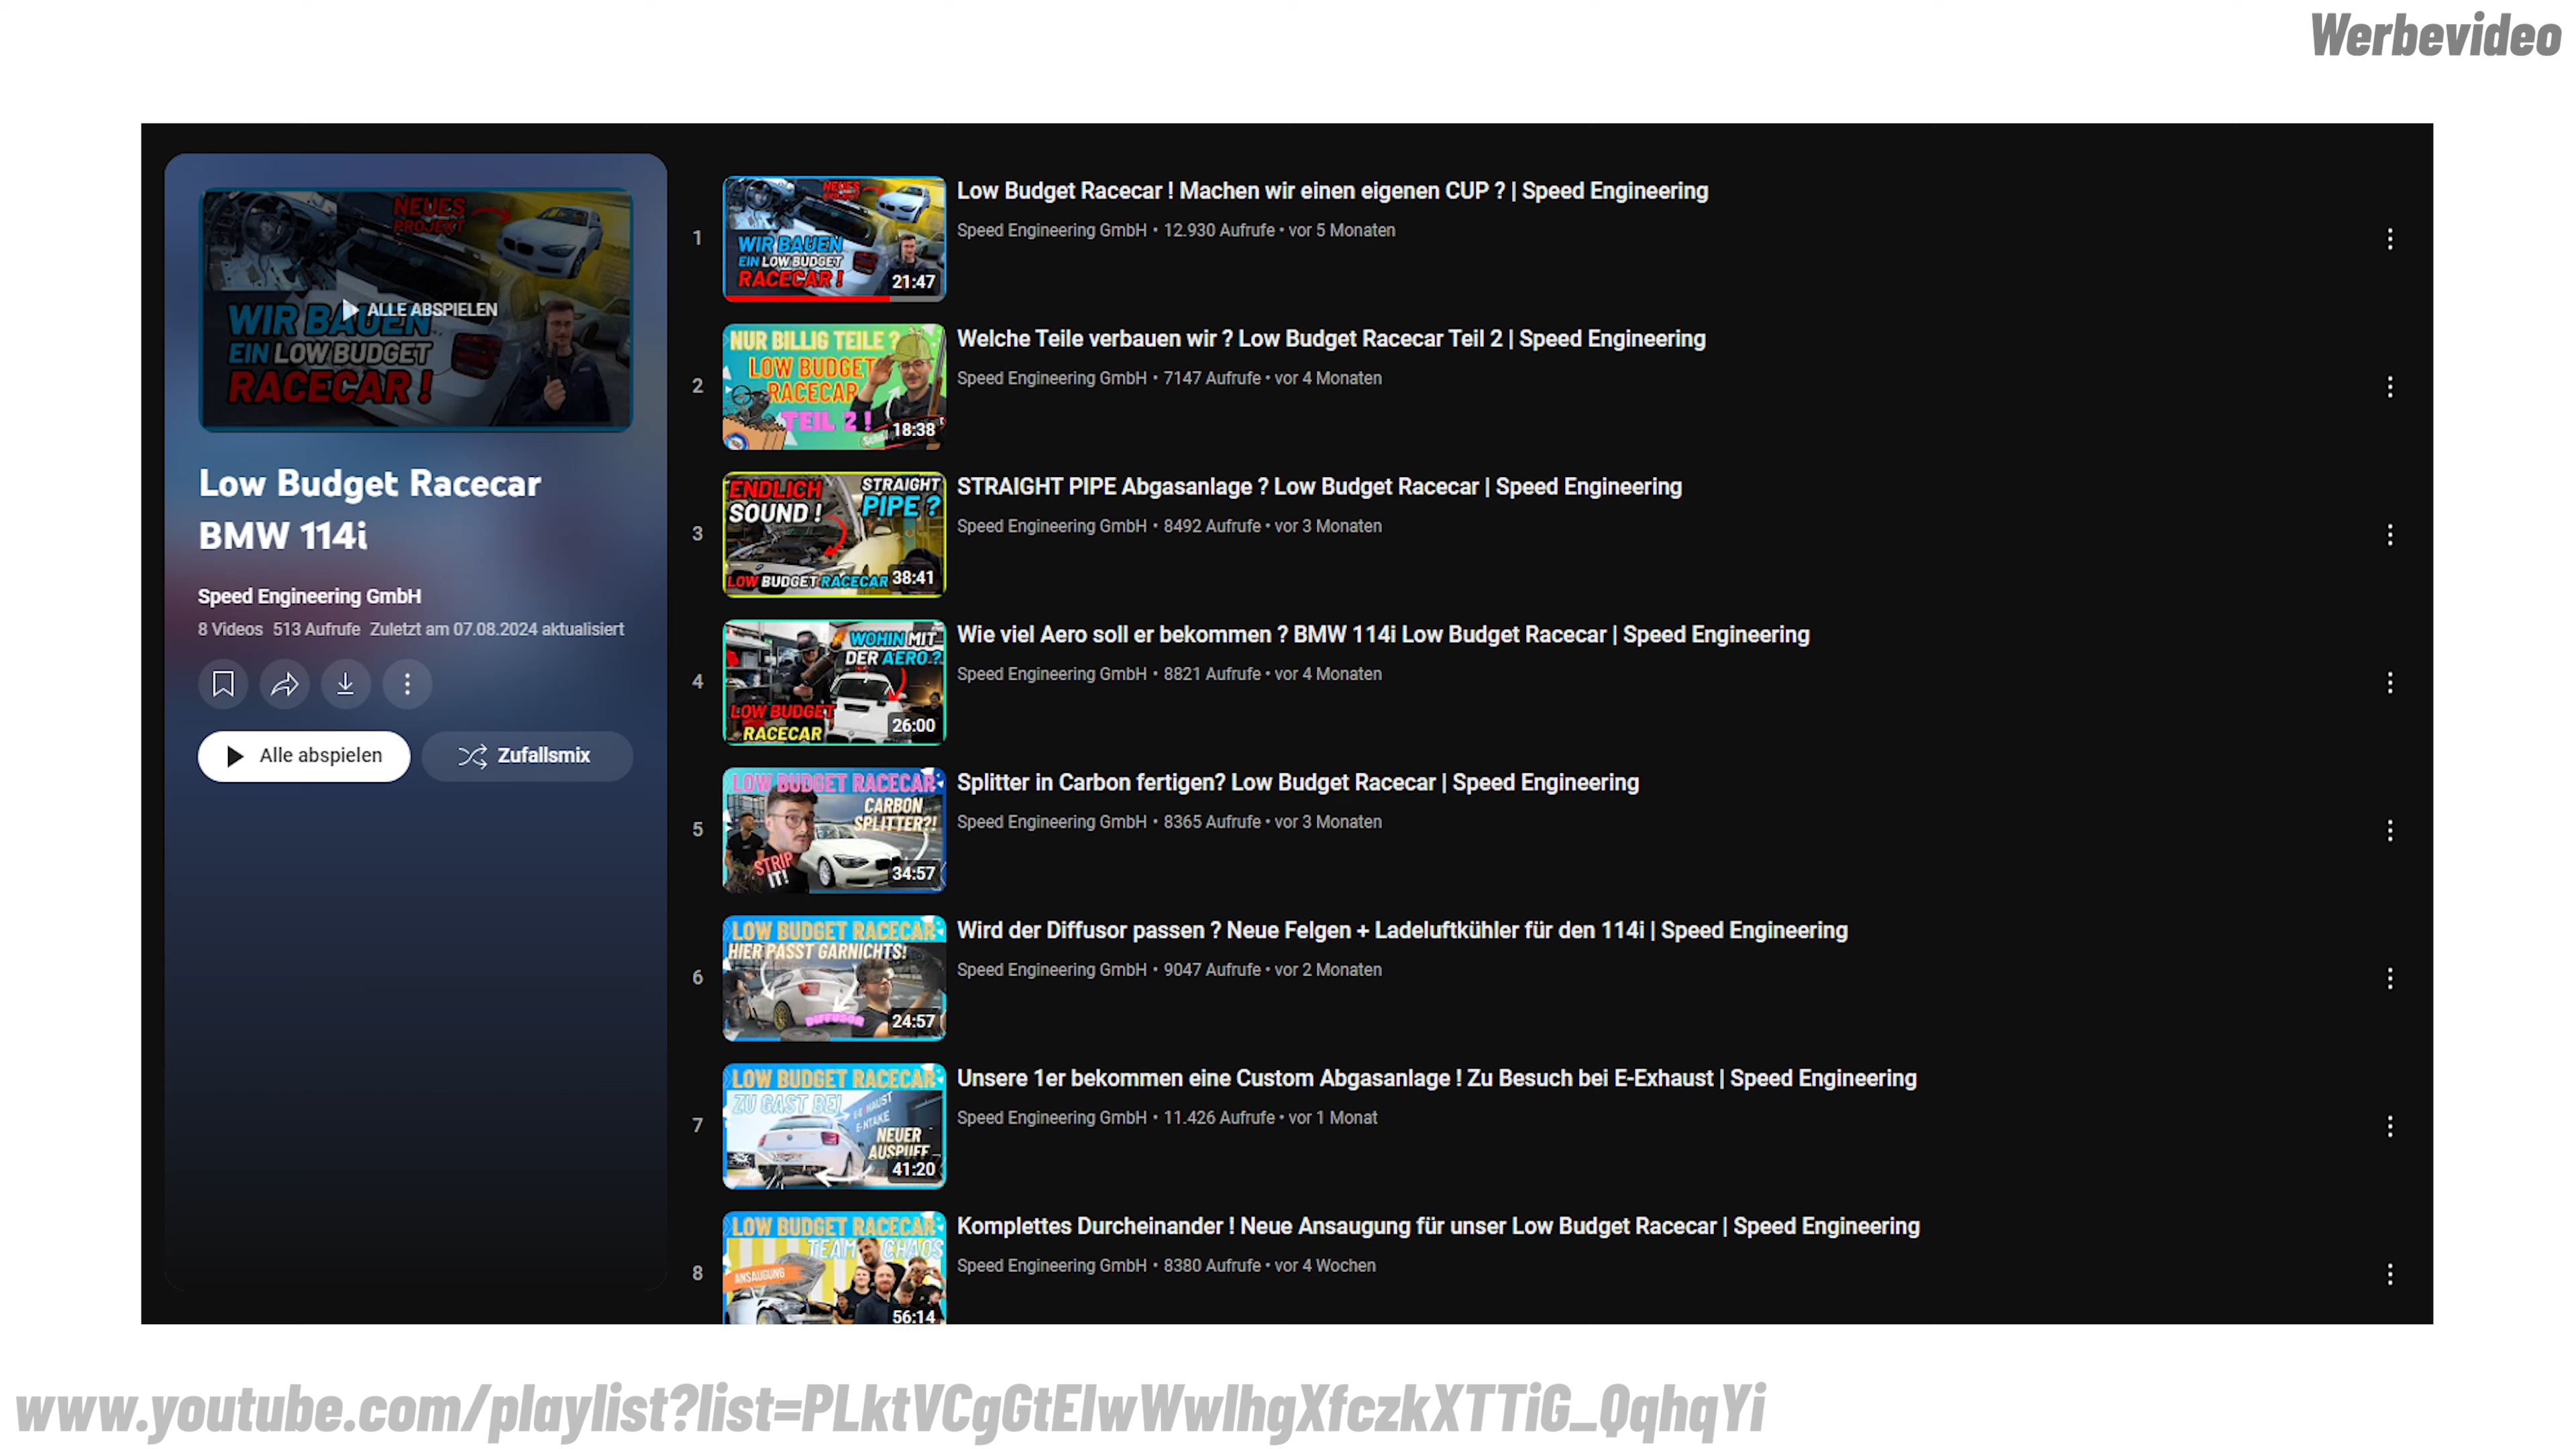 Werbevideo
NEUES
PROJEKT
ALLE ABSPIELEN
WIR BAUEN
EIN LOW BUDGET
RACECAR !
Low Budget Racecar
BMW 114i
Speed Engineering GmbH
8 Videos 513 Aufrufe Zuletzt am 07.08.2024 aktualisiert
Alle abspielen
Zufallsmix
1
NEUES
WIR BAUEN
EIN LOW BUDGET
RACECAR !
21:47
Low Budget Racecar ! Machen wir einen eigenen CUP ? | Speed Engineering
Speed Engineering GmbH • 12.930 Aufrufe • vor 5 Monaten
2
NUR BILLIG TEILE ?
LOW BUDGET
RACECAR
TEIL 2 !
18:38
Welche Teile verbauen wir ? Low Budget Racecar Teil 2 | Speed Engineering
Speed Engineering GmbH • 7147 Aufrufe • vor 4 Monaten
3
ENDLICH
SOUND !
STRAIGHT
PIPE ?
LOW BUDGET RACECAR
38:41
STRAIGHT PIPE Abgasanlage ? Low Budget Racecar | Speed Engineering
Speed Engineering GmbH • 8492 Aufrufe • vor 3 Monaten
4
WOHIN MIT
DER AERO ?
LOW BUDGET
RACECAR
26:00
Wie viel Aero soll er bekommen ? BMW 114i Low Budget Racecar | Speed Engineering
Speed Engineering GmbH • 8821 Aufrufe • vor 4 Monaten
5
LOW BUDGET RACECAR
CARBON
SPLITTER?!
STRIP
IT!
34:57
Splitter in Carbon fertigen? Low Budget Racecar | Speed Engineering
Speed Engineering GmbH • 8365 Aufrufe • vor 3 Monaten
6
LOW BUDGET RACECAR
HIER PASST GARNICHTS!
DIFFUSOR
24:57
Wird der Diffusor passen ? Neue Felgen + Ladeluftkühler für den 114i | Speed Engineering
Speed Engineering GmbH • 9047 Aufrufe • vor 2 Monaten
7
LOW BUDGET RACECAR
ZU GAST BEI
NEUER
AUSPUFF
41:20
Unsere 1er bekommen eine Custom Abgasanlage ! Zu Besuch bei E-Exhaust | Speed Engineering
Speed Engineering GmbH • 11.426 Aufrufe • vor 1 Monat
8
LOW BUDGET RACECAR
TEAM CHAOS
ANSAUGUNG
56:14
Komplettes Durcheinander ! Neue Ansaugung für unser Low Budget Racecar | Speed Engineering
Speed Engineering GmbH • 8380 Aufrufe • vor 4 Wochen
www.youtube.com/playlist?list=PLktVCgGtEIwWwIhgXfczkXTTiG_QqhqYi